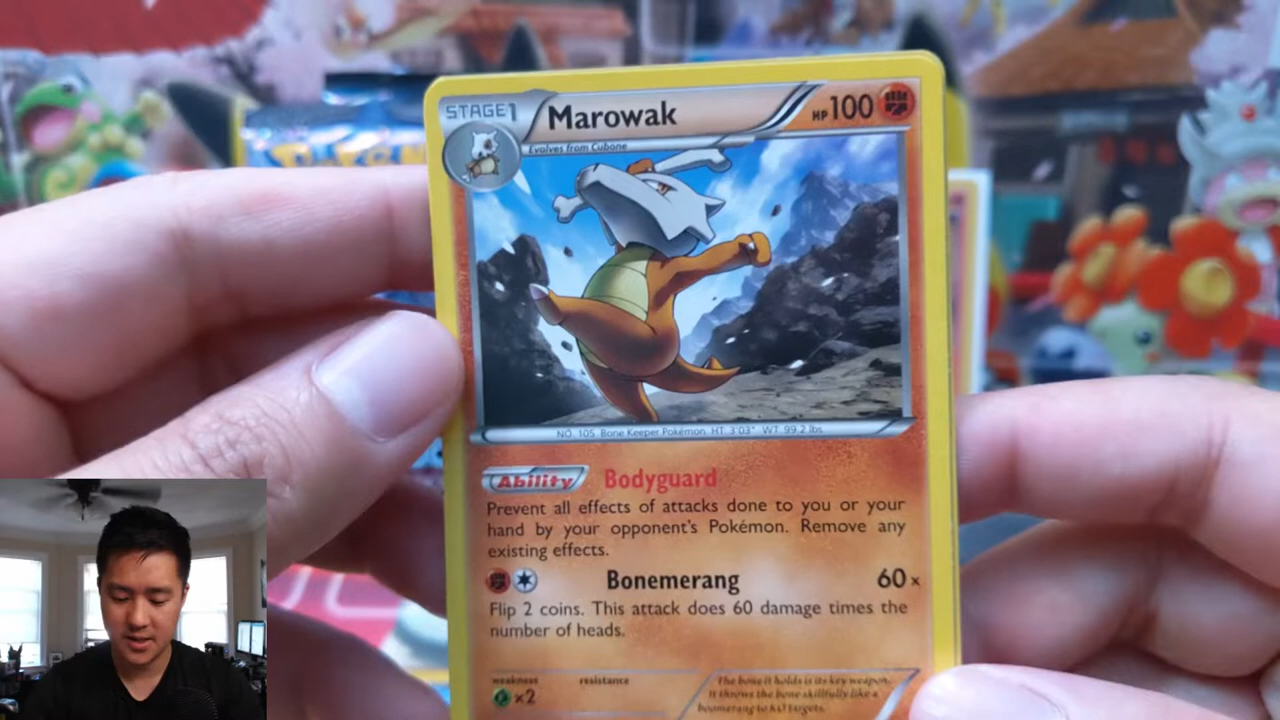 STAGE1 Marowak HP100
Evolves from Cubone
NO. 105 Bone Keeper Pokémon HT: 3'03" WT: 99.2 lbs.
Ability Bodyguard
Prevent all effects of attacks done to you or your
hand by your opponent's Pokémon. Remove any
existing effects.
Bonemerang 60x
Flip 2 coins. This attack does 60 damage times the
number of heads.
weakness resistance
x2
The bone it holds is its key weapon.
It throws the bone skillfully like a
boomerang to KO targets.